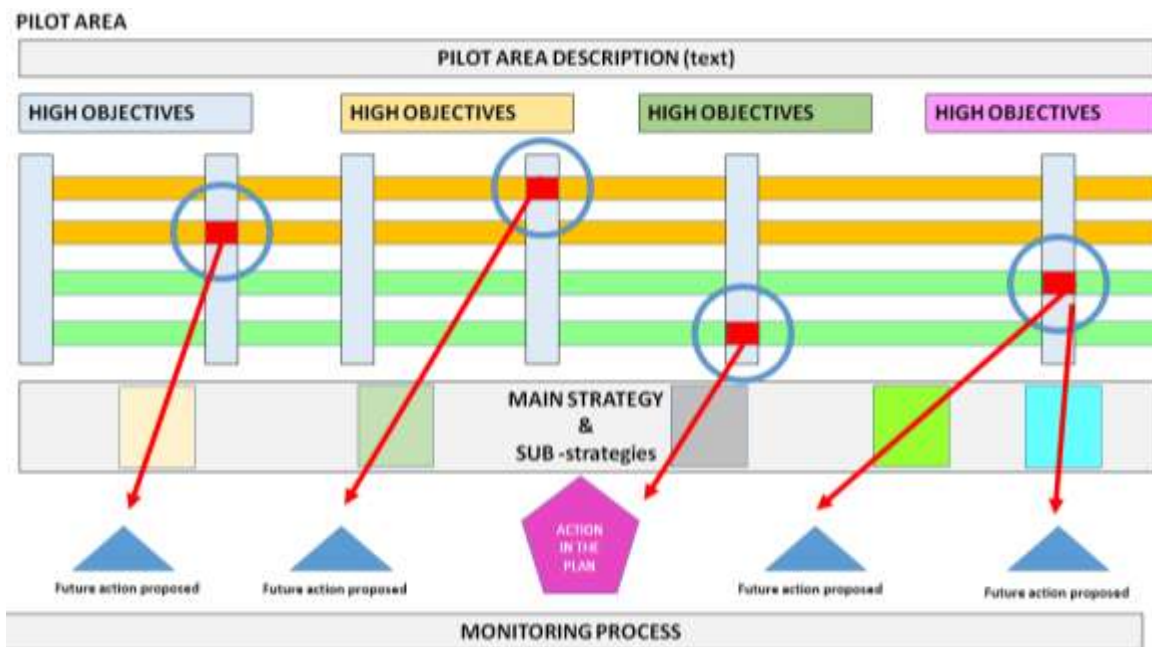 PILOT AREA
PILOT AREA DESCRIPTION (text)
HIGH OBJECTIVES
HIGH OBJECTIVES
HIGH OBJECTIVES
HIGH OBJECTIVES
MAIN STRATEGY
&
SUB -strategies
ACTION
IN THE
PLAN
Future action proposed
Future action proposed
Future action proposed
Future action proposed
MONITORING PROCESS